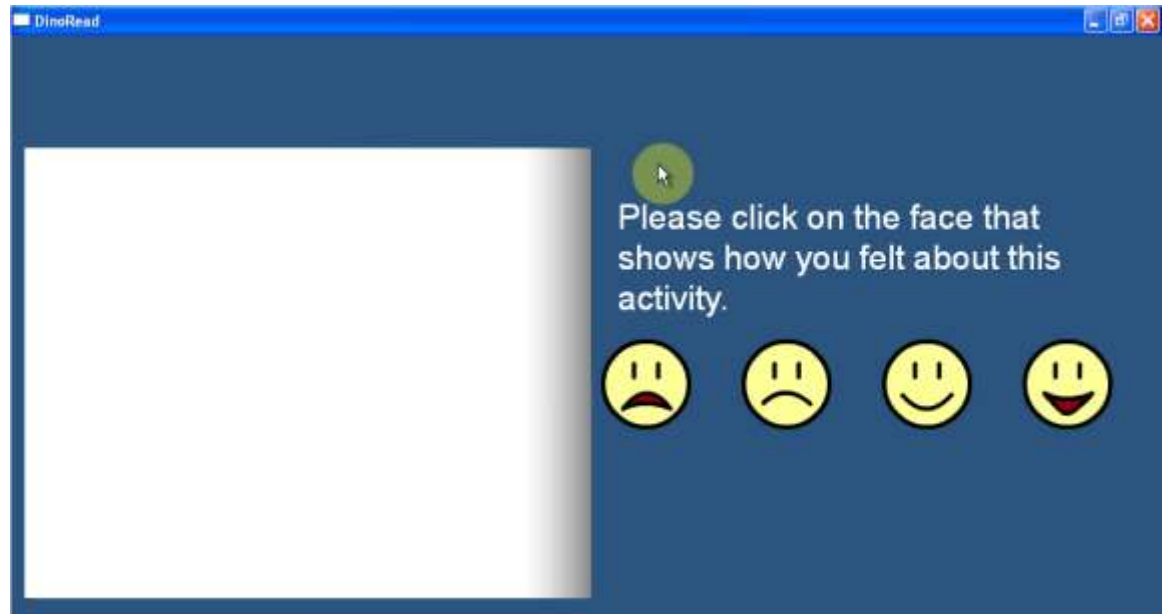 DinoRead
Please click on the face that
shows how you felt about this
activity.